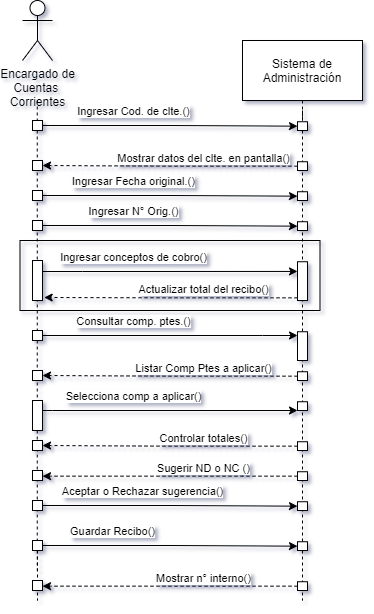 Encargado de
Cuentas
Corrientes
Sistema de
Administración
Ingresar Cod. de clte.()
Mostrar datos del clte. en pantalla()
Ingresar Fecha original.()
Ingresar N° Orig.()
Ingresar conceptos de cobro()
Actualizar total del recibo()
Consultar comp. ptes.()
Listar Comp Ptes a aplicar()
Selecciona comp a aplicar()
Controlar totales()
Sugerir ND o NC ()
Aceptar o Rechazar sugerencia()
Guardar Recibo()
Mostrar n° interno()